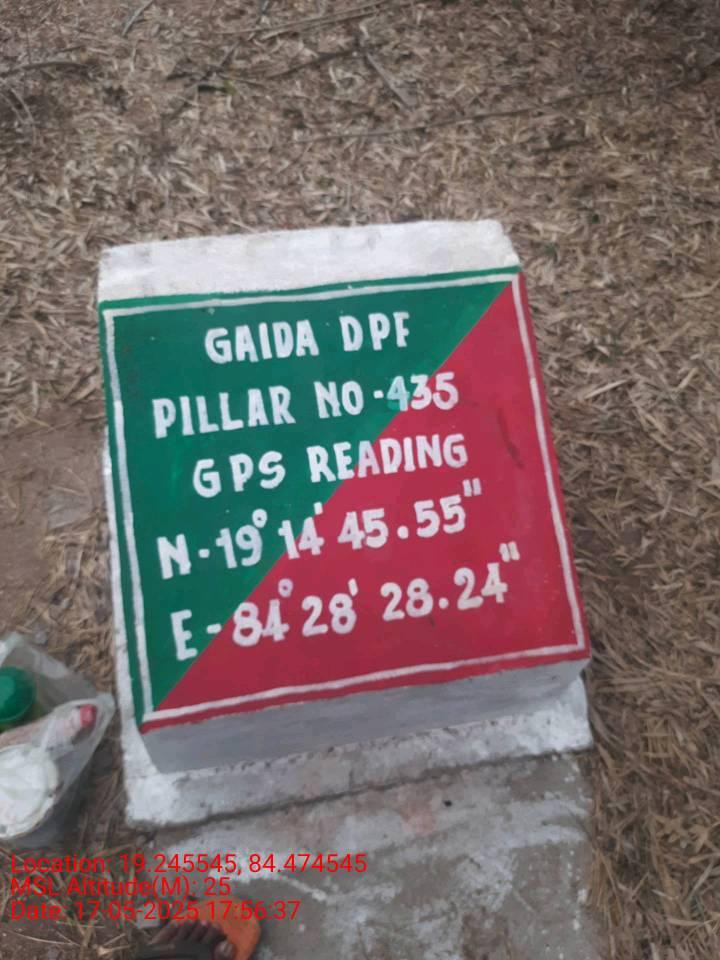 GAIDA DPF
PILLAR NO-435
GPS READING
N-19° 14' 45.55"
E-84° 28' 28.24"
Location: 19.245545, 84.474545
MSL Altitude(M): 25
Date: 17-05-2025 17:56:37